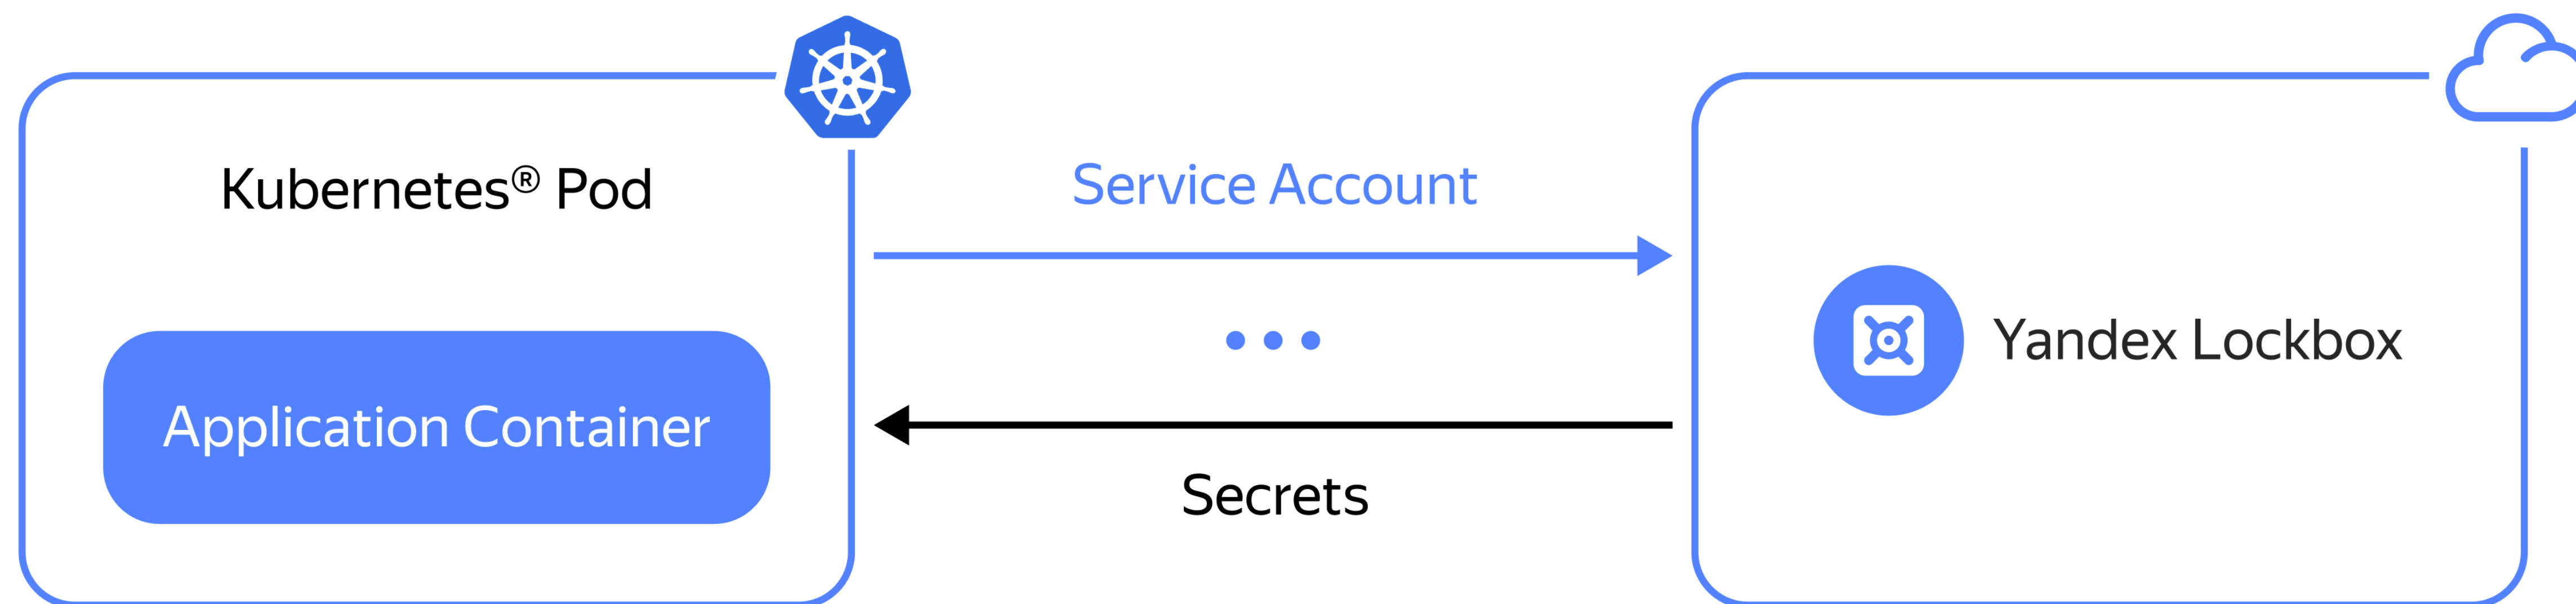 Kubernetes® Pod
Application Container
Service Account
Secrets
Yandex Lockbox